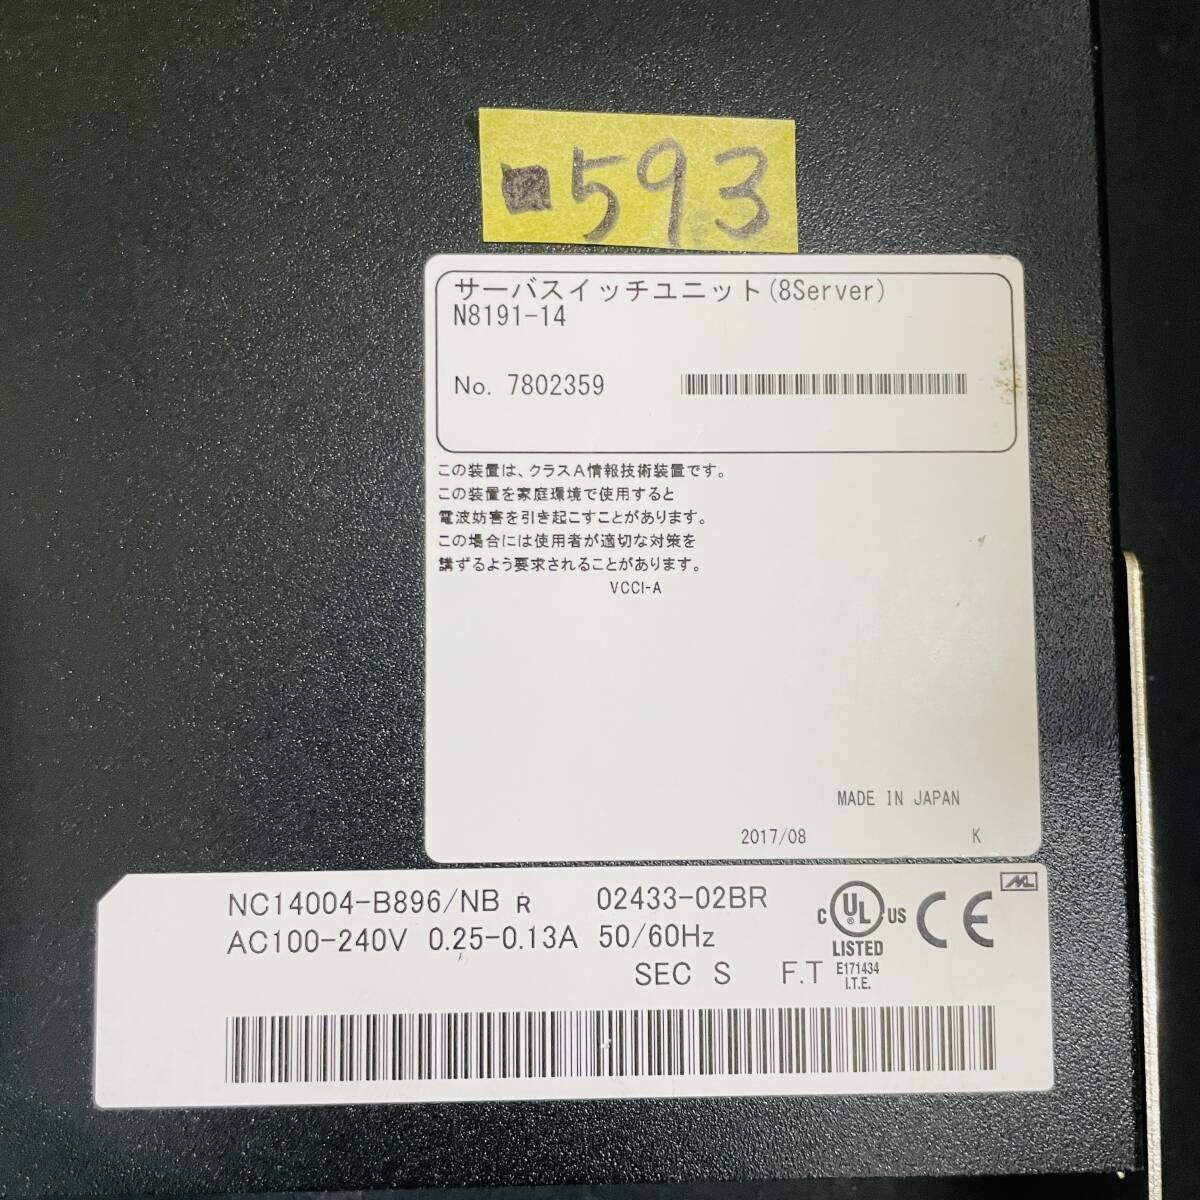 ■593
サーバスイッチユニット(8Server)
N8191-14
No. 7802359
この装置は、クラスA情報技術装置です。
この装置を家庭環境で使用すると
電波妨害を引き起こすことがあります。
この場合には使用者が適切な対策を
講ずるよう要求されることがあります。
VCCI-A
MADE IN JAPAN
2017/08 K
NC14004-B896/NB R 02433-02BR
AC100-240V 0.25-0.13A 50/60Hz
SEC S F.T
C UL ® US
LISTED
E171434
I.T.E.
CE